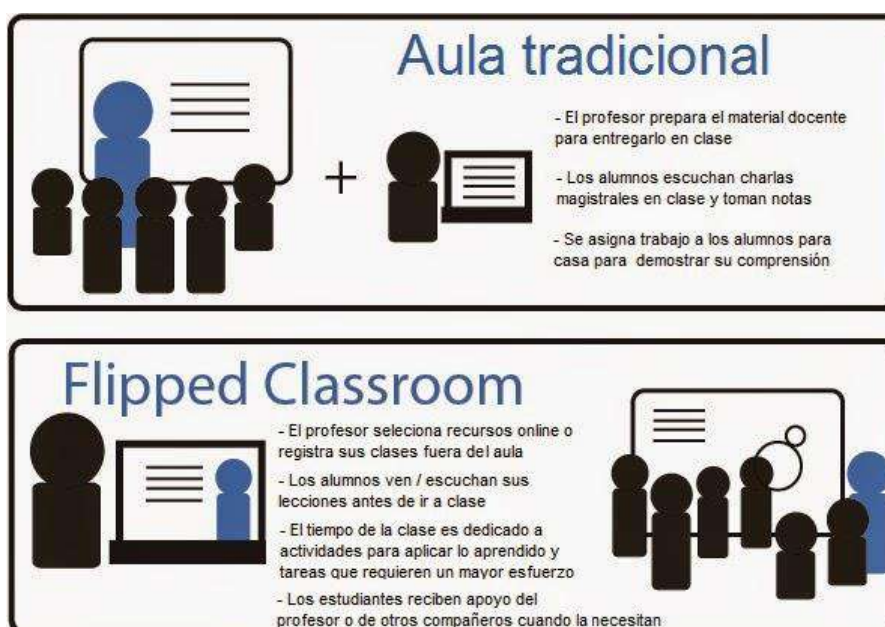 Aula tradicional
- El profesor prepara el material docente
para entregarlo en clase
- Los alumnos escuchan charlas
magistrales en clase y toman notas
- Se asigna trabajo a los alumnos para
casa para demostrar su comprensión
Flipped Classroom
- El profesor seleciona recursos online o
registra sus clases fuera del aula
- Los alumnos ven / escuchan sus
lecciones antes de ir a clase
- El tiempo de la clase es dedicado a
actividades para aplicar lo aprendido y
tareas que requieren un mayor esfuerzo
- Los estudiantes reciben apoyo del
profesor o de otros compañeros cuando la necesitan